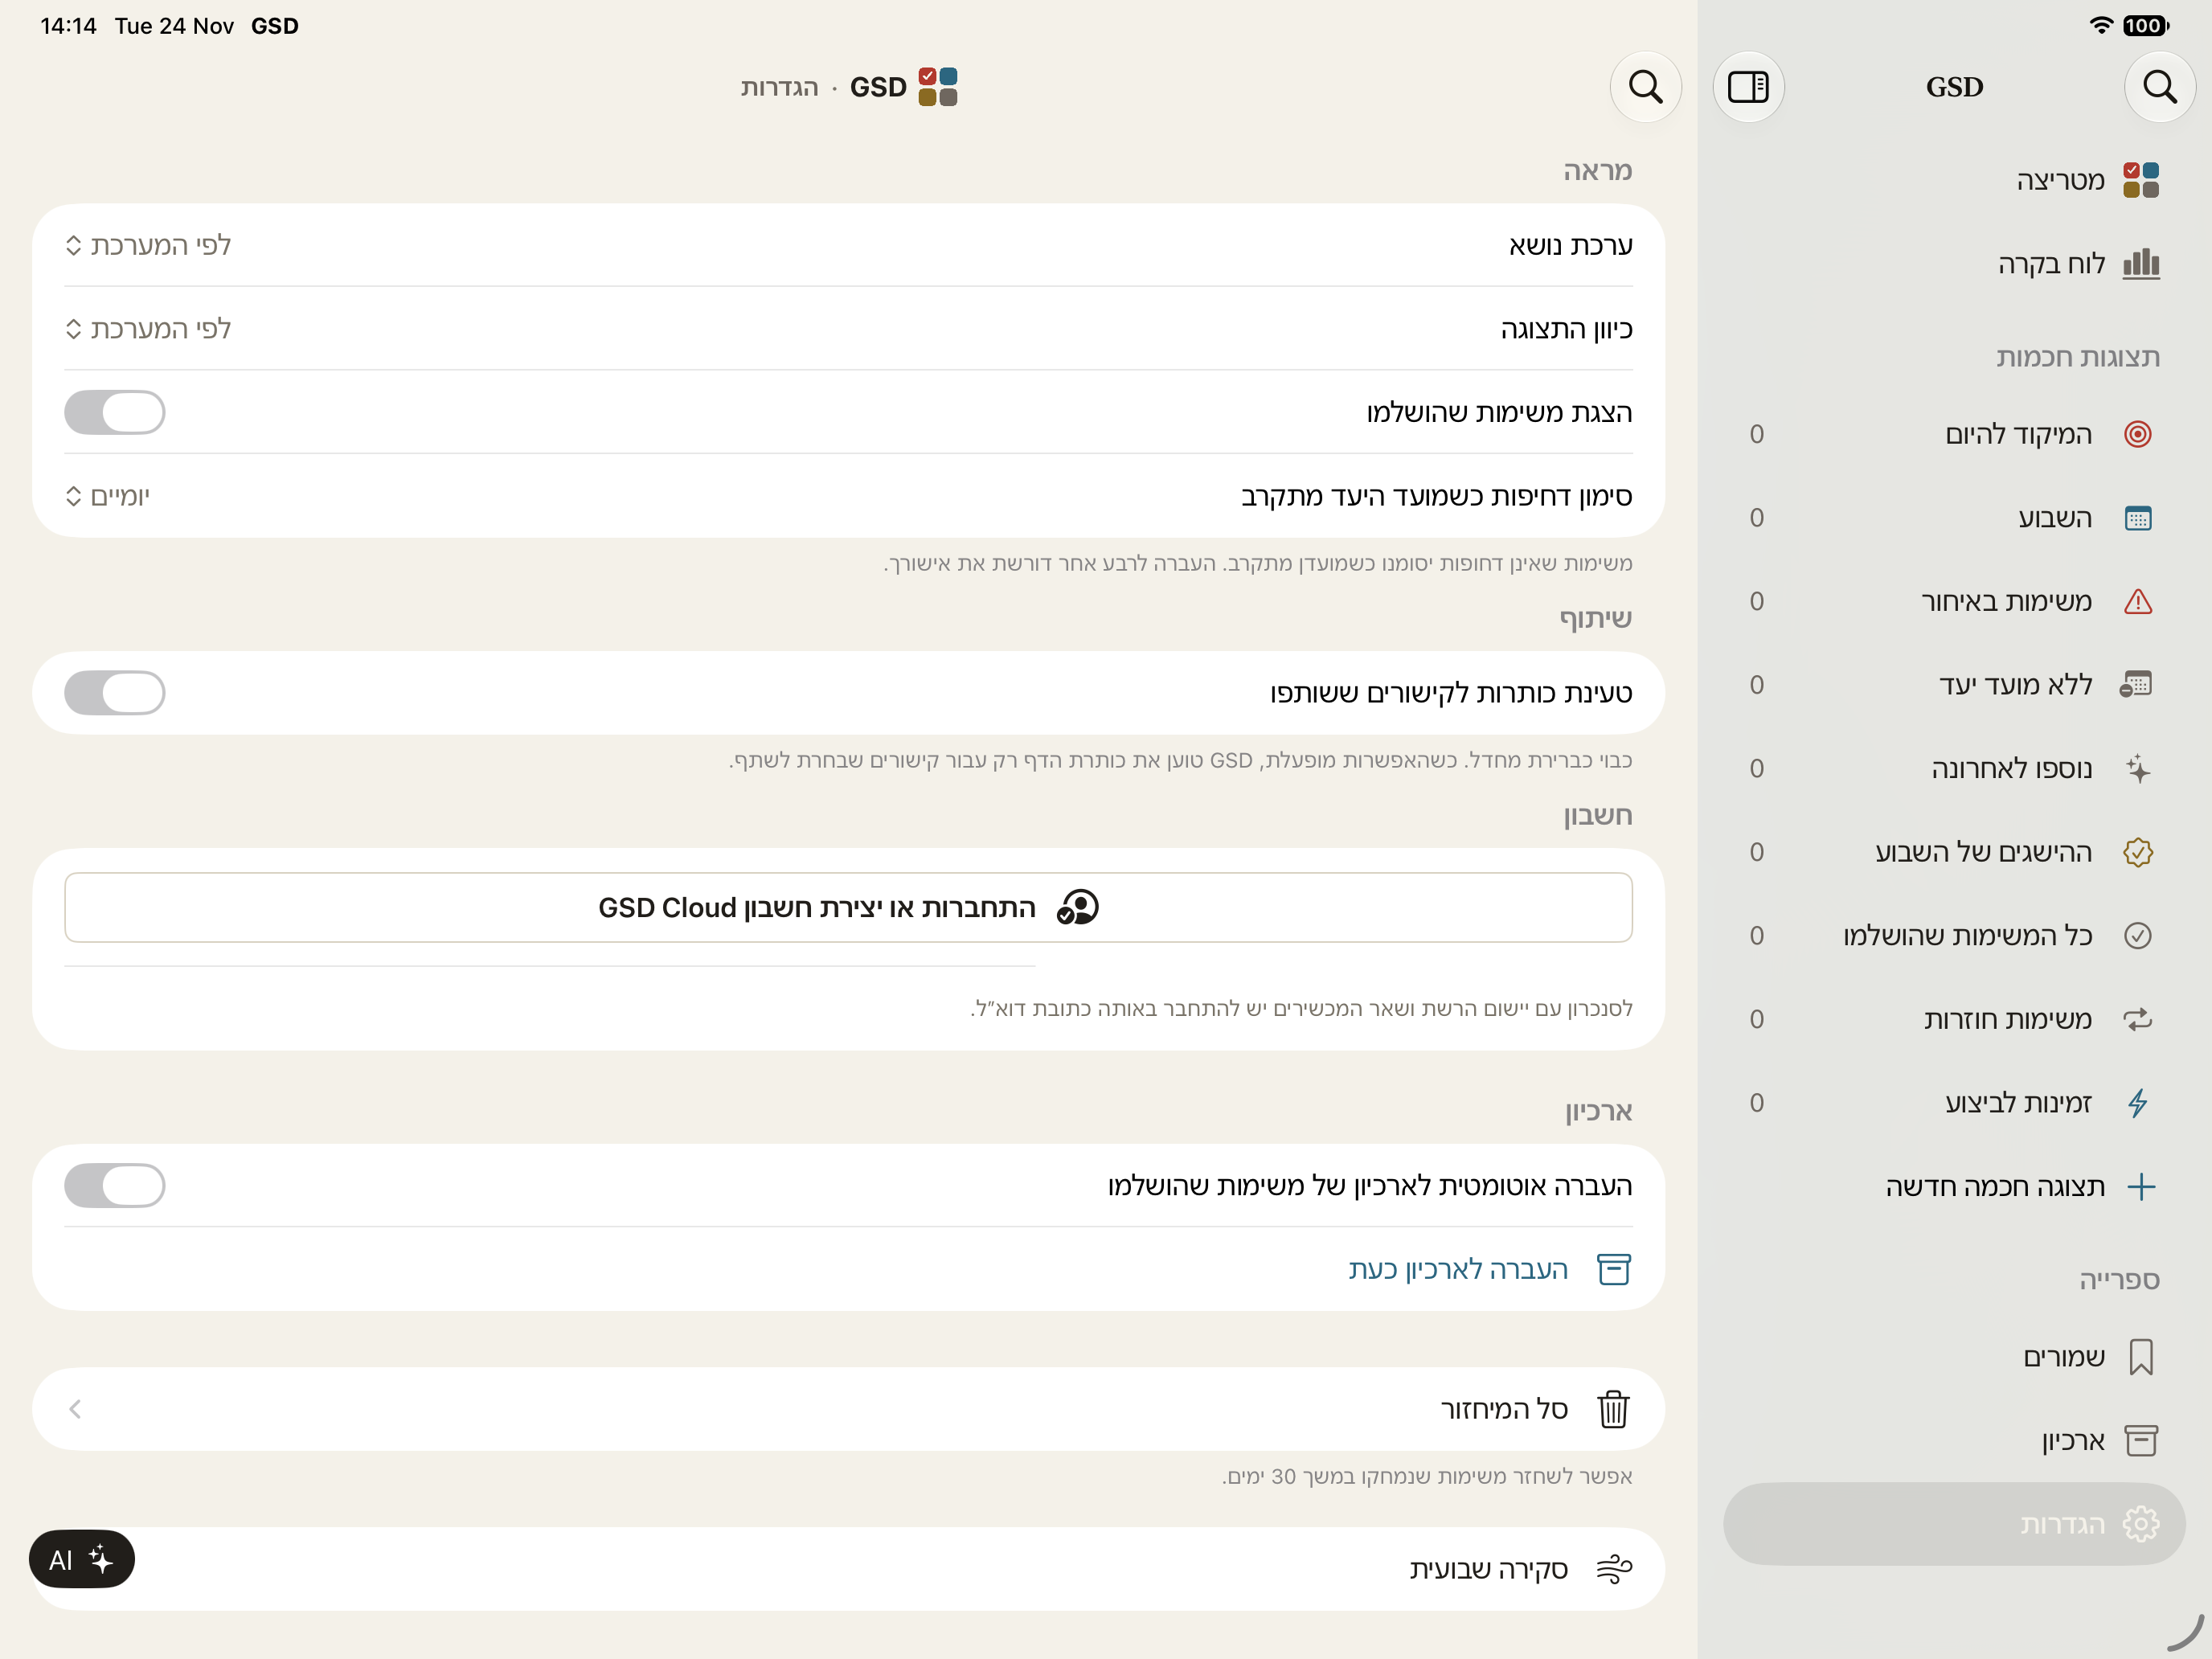 14:14 Tue 24 Nov GSD
100
GSD
מטריצה
לוח בקרה
תצוגות חכמות
המיקוד להיום 0
השבוע 0
משימות באיחור 0
ללא מועד יעד 0
נוספו לאחרונה 0
ההישגים של השבוע 0
כל המשימות שהושלמו 0
משימות חוזרות 0
זמינות לביצוע 0
תצוגה חכמה חדשה
ספרייה
שמורים
ארכיון
הגדרות
GSD · הגדרות
מראה
ערכת נושא לפי המערכת
כיוון התצוגה לפי המערכת
הצגת משימות שהושלמו
סימון דחיפות כשמועד היעד מתקרב יומיים
משימות שאינן דחופות יסומנו כשמועדן מתקרב. העברה לרבע אחר דורשת את אישורך.
שיתוף
טעינת כותרות לקישורים ששותפו
כבוי כברירת מחדל. כשהאפשרות מופעלת, GSD טוען את כותרת הדף רק עבור קישורים שבחרת לשתף.
חשבון
התחברות או יצירת חשבון GSD Cloud
לסנכרון עם יישום הרשת ושאר המכשירים יש להתחבר באותה כתובת דוא״ל.
ארכיון
העברה אוטומטית לארכיון של משימות שהושלמו
העברה לארכיון כעת
סל המיחזור
אפשר לשחזר משימות שנמחקו במשך 30 ימים.
סקירה שבועית
AI